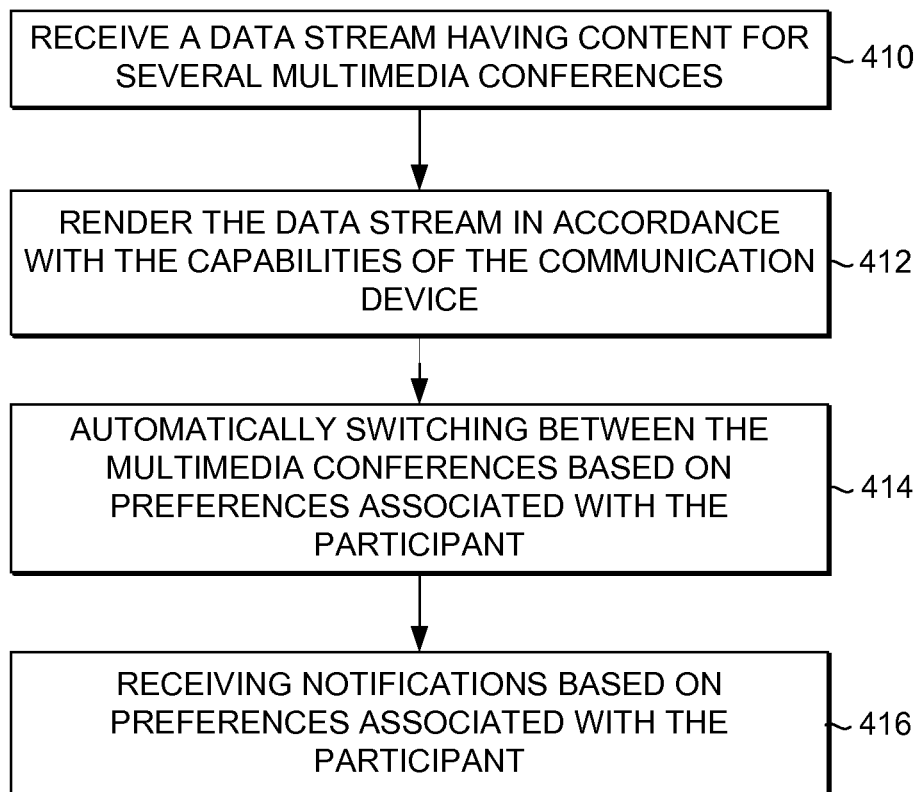 RECEIVE A DATA STREAM HAVING CONTENT FOR
SEVERAL MULTIMEDIA CONFERENCES
410
RENDER THE DATA STREAM IN ACCORDANCE
WITH THE CAPABILITIES OF THE COMMUNICATION
DEVICE
412
AUTOMATICALLY SWITCHING BETWEEN THE
MULTIMEDIA CONFERENCES BASED ON
PREFERENCES ASSOCIATED WITH THE
PARTICIPANT
414
RECEIVING NOTIFICATIONS BASED ON
PREFERENCES ASSOCIATED WITH THE
PARTICIPANT
416